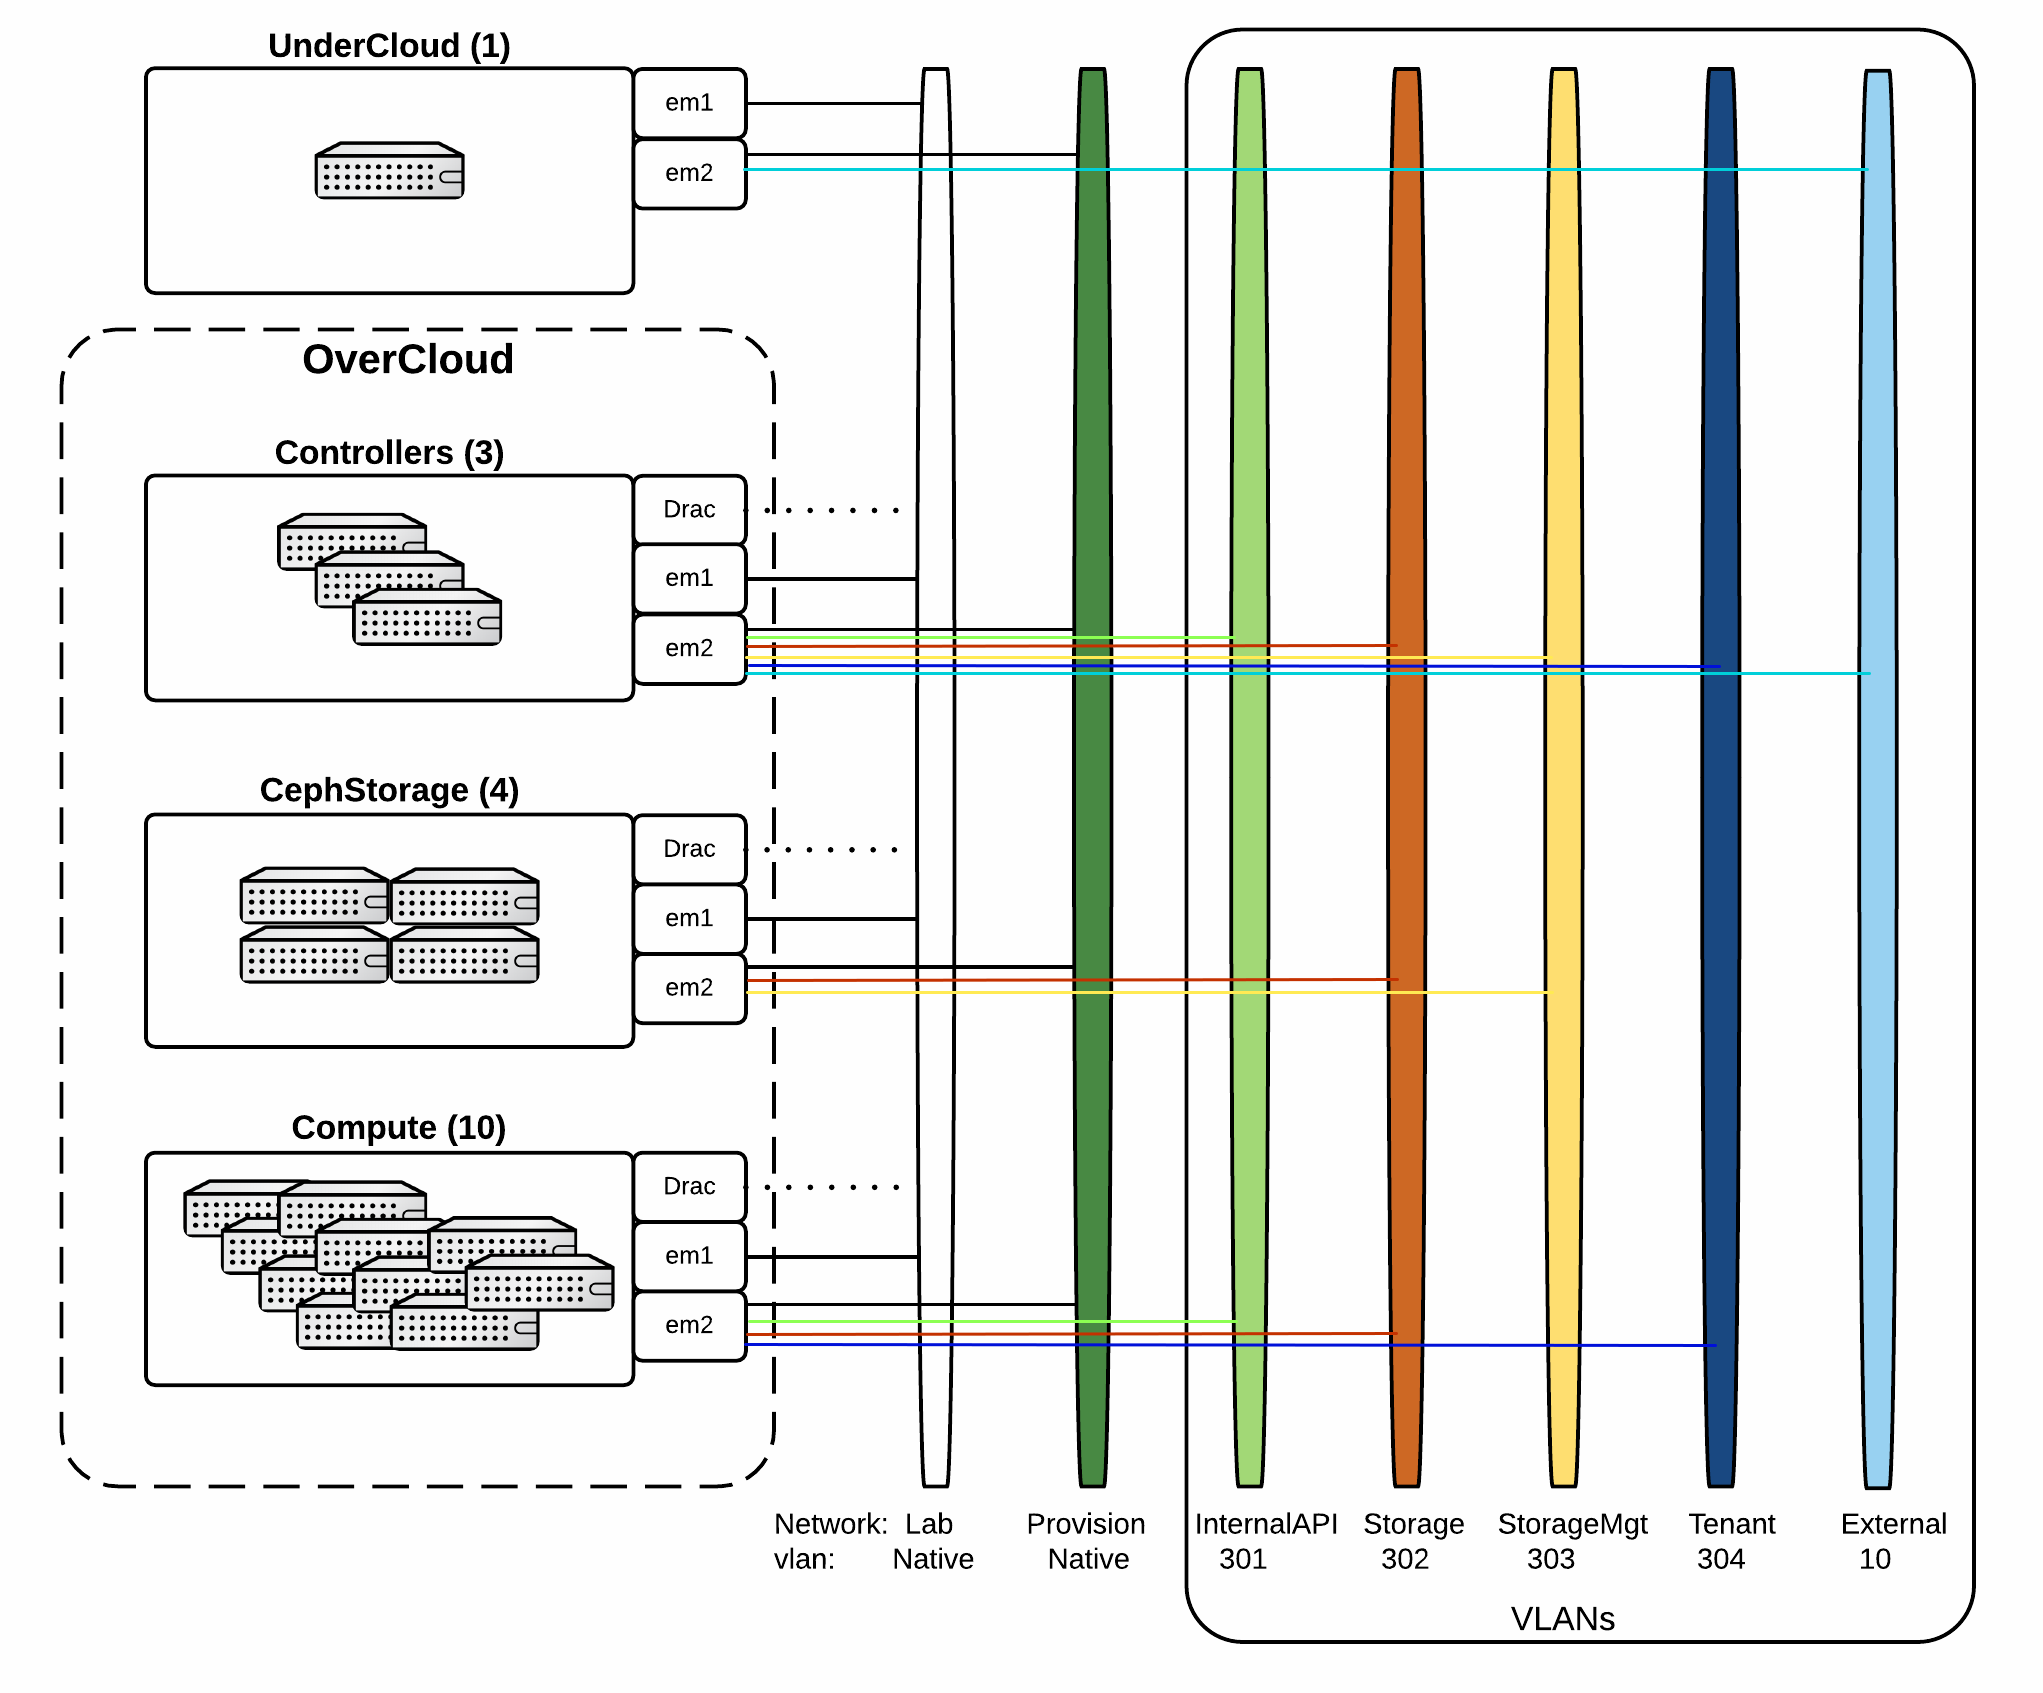 UnderCloud (1)
em1
em2
OverCloud
Controllers (3)
Drac
em1
em2
CephStorage (4)
Drac
em1
em2
Compute (10)
Drac
em1
em2
Network: Lab Provision InternalAPI Storage StorageMgt Tenant External
vlan: Native Native 301 302 303 304 10
VLANs